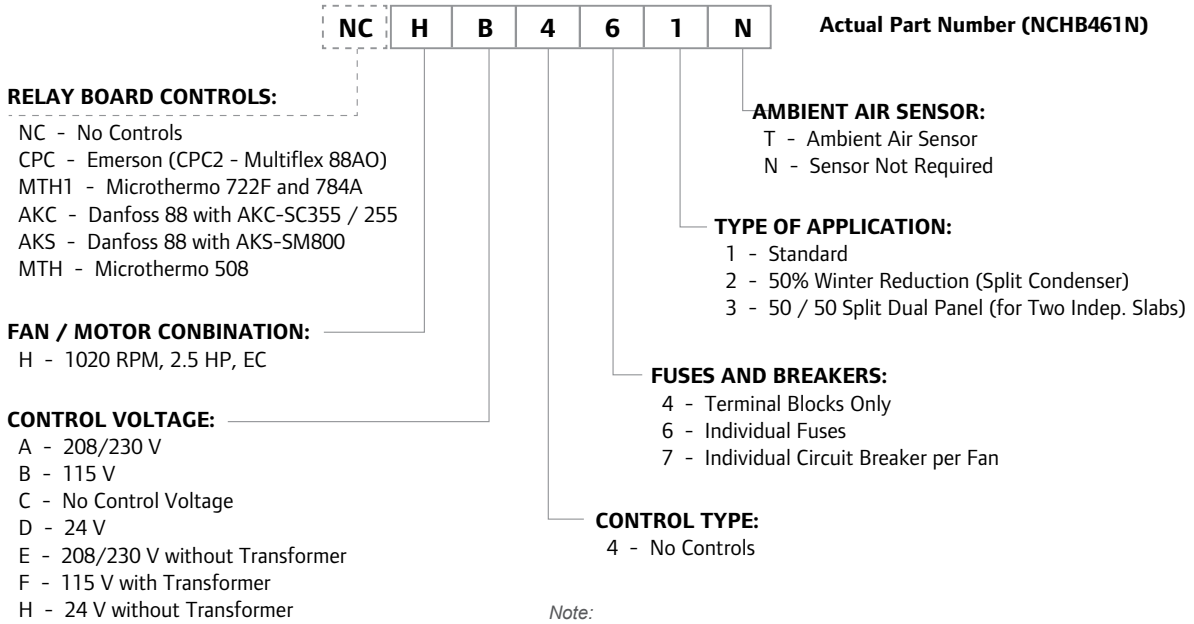 NC H B 4 6 1 N
Actual Part Number (NCHB461N)
RELAY BOARD CONTROLS:
NC - No Controls
CPC - Emerson (CPC2 - Multiflex 88AO)
MTH1 - Microthermo 722F and 784A
AKC - Danfoss 88 with AKC-SC355 / 255
AKS - Danfoss 88 with AKS-SM800
MTH - Microthermo 508
FAN / MOTOR CONBINATION:
H - 1020 RPM, 2.5 HP, EC
CONTROL VOLTAGE:
A - 208/230 V
B - 115 V
C - No Control Voltage
D - 24 V
E - 208/230 V without Transformer
F - 115 V with Transformer
H - 24 V without Transformer
AMBIENT AIR SENSOR:
T - Ambient Air Sensor
N - Sensor Not Required
TYPE OF APPLICATION:
1 - Standard
2 - 50% Winter Reduction (Split Condenser)
3 - 50 / 50 Split Dual Panel (for Two Indep. Slabs)
FUSES AND BREAKERS:
4 - Terminal Blocks Only
6 - Individual Fuses
7 - Individual Circuit Breaker per Fan
CONTROL TYPE:
4 - No Controls
Note: